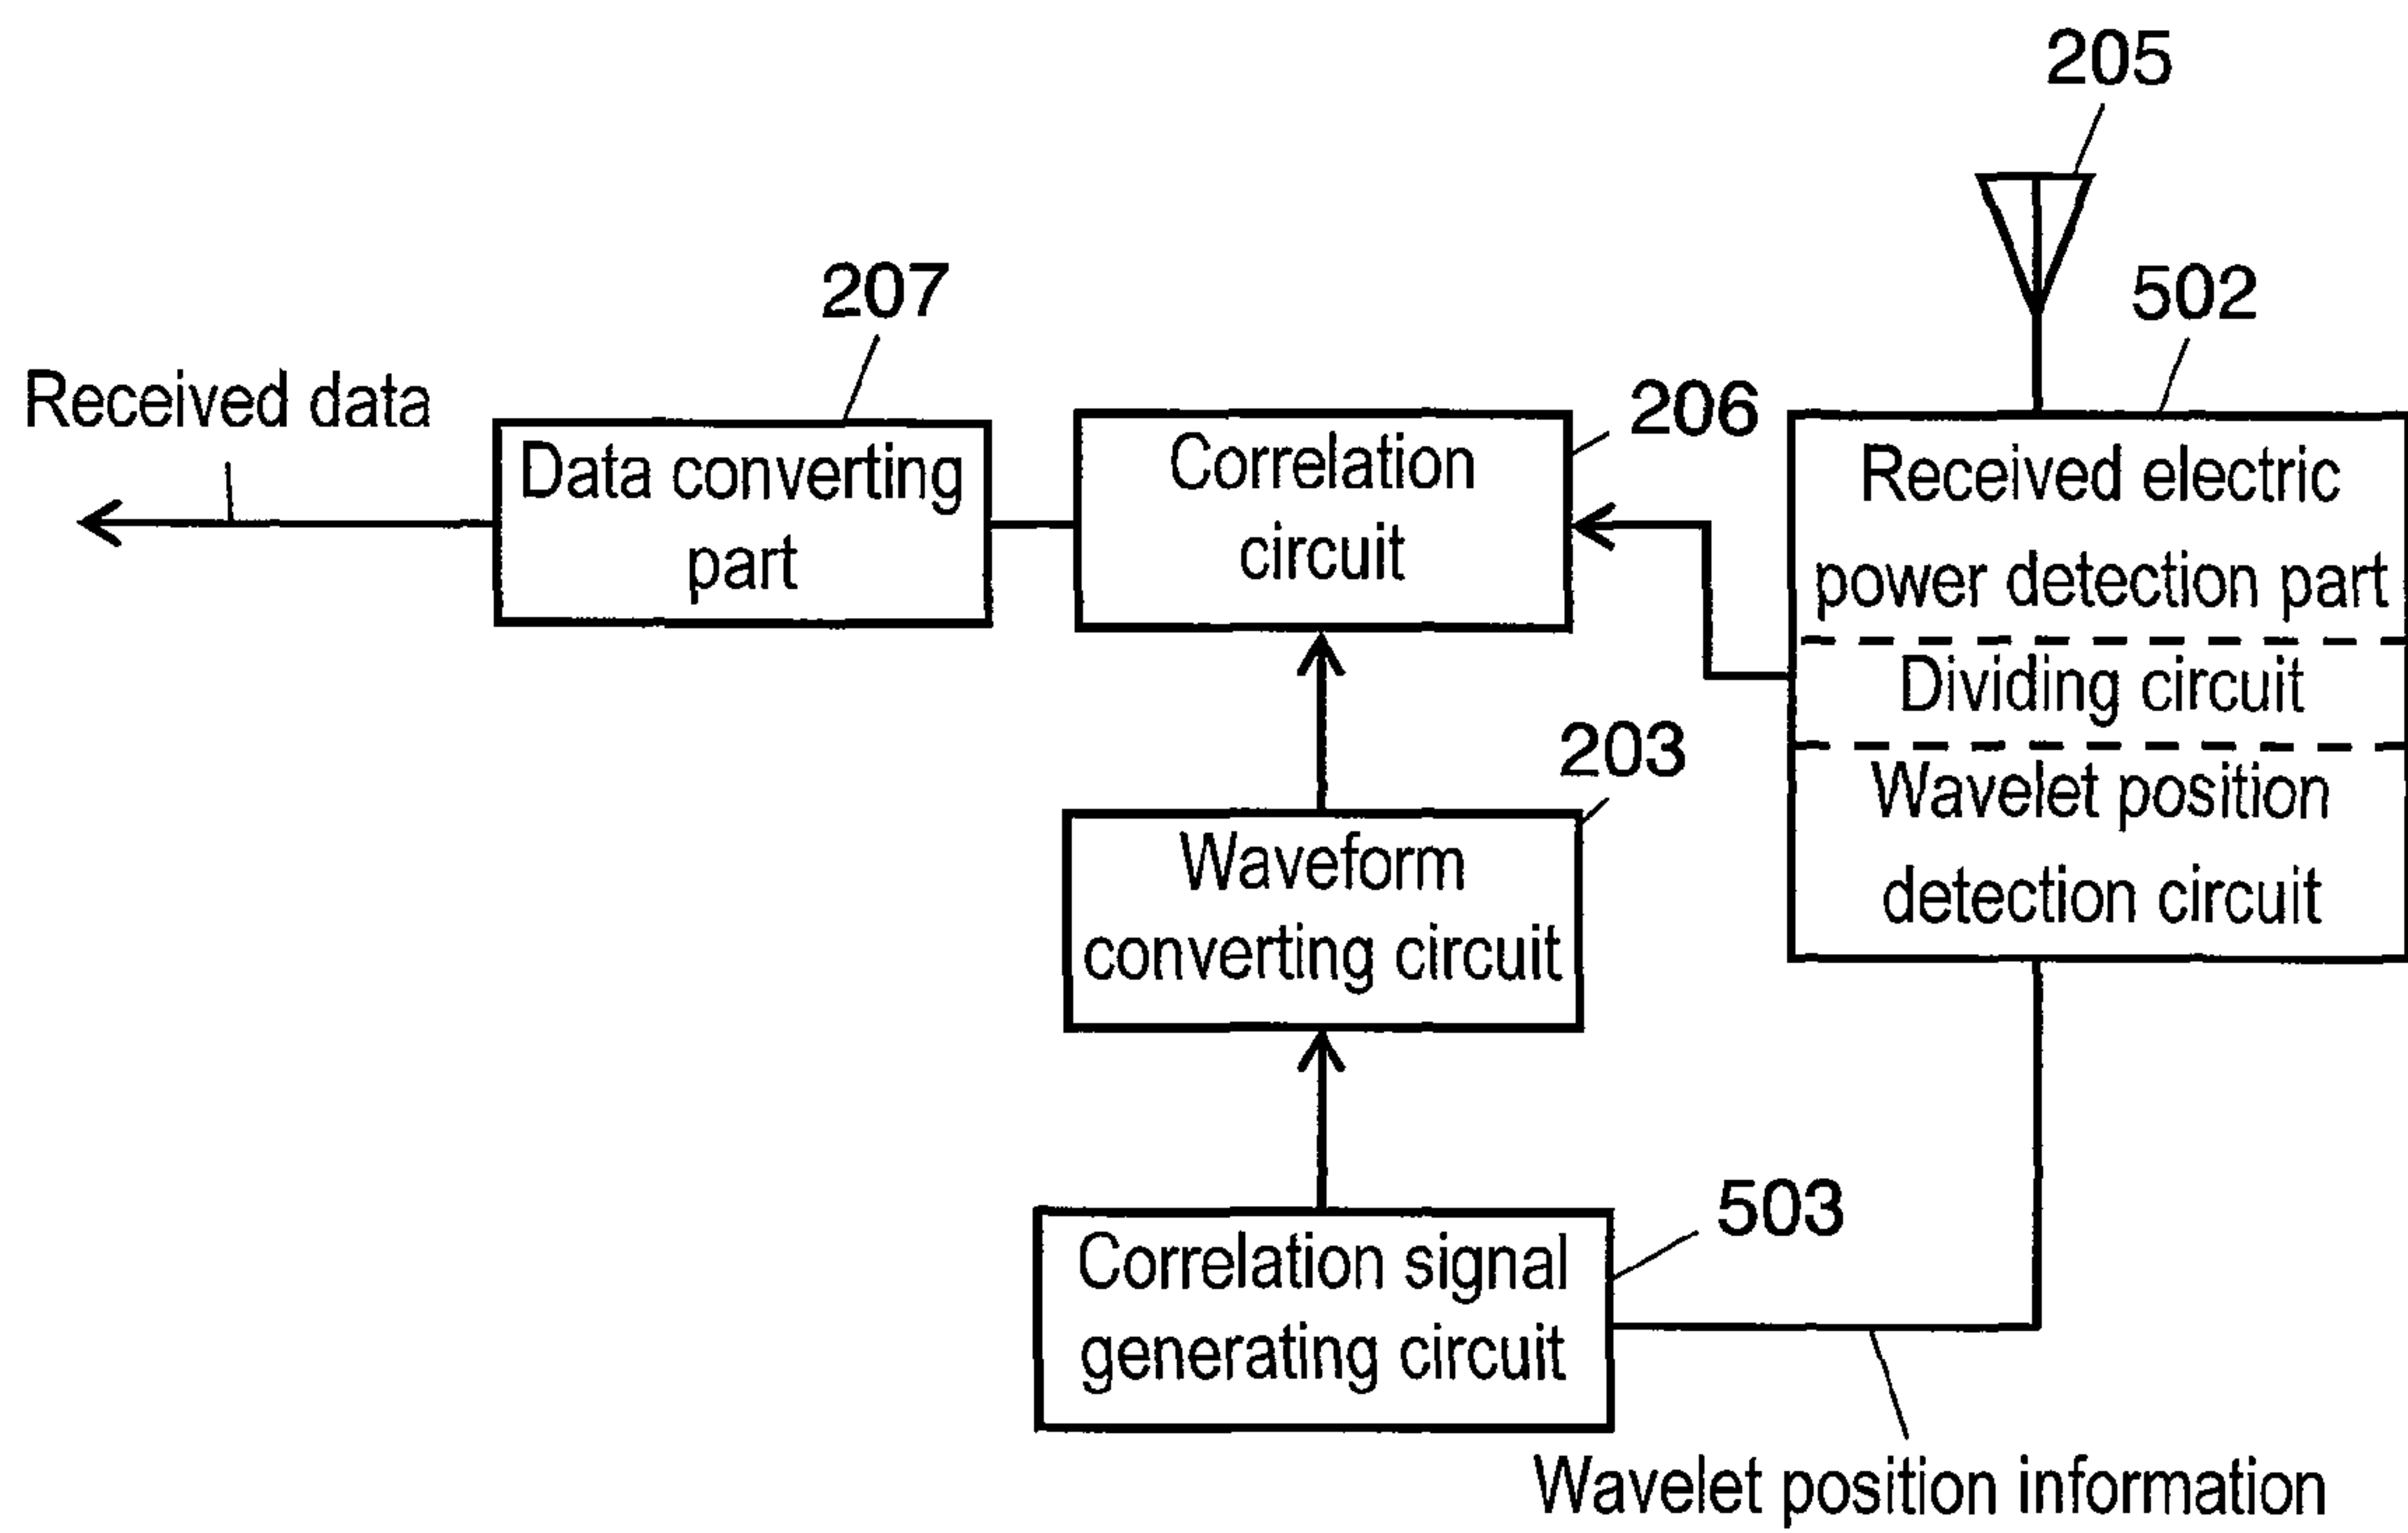 205
207
502
Received data
206
Data converting
part
Correlation
circuit
Received electric
power detection part
Dividing circuit
Wavelet position
detection circuit
203
Waveform
converting circuit
503
Correlation signal
generating circuit
Wavelet position information